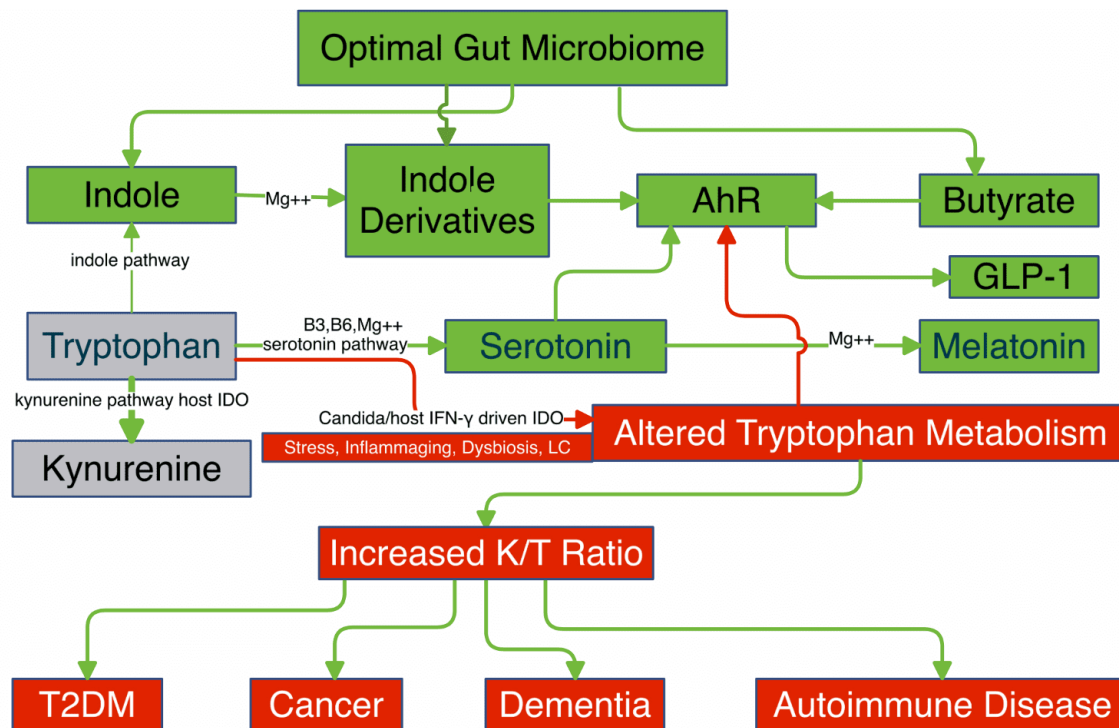 Optimal Gut Microbiome
Indole
Mg++
Indole
Derivatives
AhR
Butyrate
indole pathway
GLP-1
Tryptophan
B3,B6,Mg++
serotonin pathway
Serotonin
Mg++
Melatonin
kynurenine pathway host IDO
Candida/host IFN-γ driven IDO
Stress, Inflammaging, Dysbiosis, LC
Altered Tryptophan Metabolism
Kynurenine
Increased K/T Ratio
T2DM
Cancer
Dementia
Autoimmune Disease